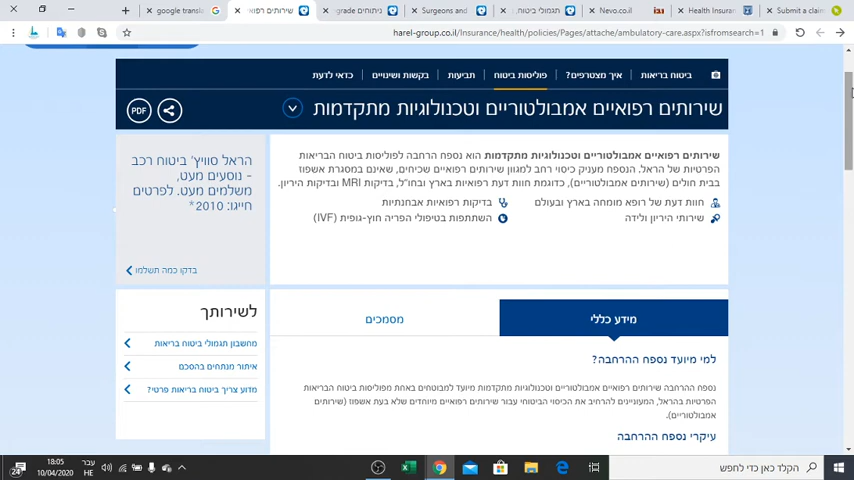 google transl
שירותים רפואי
ניתוחים grade
Surgeons and
תגמולי ביטוח
Nevo.co.il
Health Insuran
Submit a claim
harel-group.co.il/Insurance/health/policies/Pages/attache/ambulatory-care.aspx?isfromsearch=1
ביטוח בריאות
איך מצטרפים?
פוליסות ביטוח
תביעות
בקשות ושינויים
כדאי לדעת
שירותים רפואיים אמבולטוריים וטכנולוגיות מתקדמות
PDF
שירותים רפואיים אמבולטוריים וטכנולוגיות מתקדמות הוא נספח הרחבה לפוליסות ביטוח הבריאות
הפרטיות של הראל. הנספח מעניק כיסוי רחב למגוון שירותים רפואיים שכיחים, שאינם במסגרת אשפוז
בבית חולים (שירותים אמבולטוריים), כדוגמת חוות דעת רפואיות בארץ ובחו"ל, בדיקות MRI ובדיקות היריון.
חוות דעת של רופא מומחה בארץ ובעולם
בדיקות רפואיות אבחנתיות
שירותי היריון ולידה
השתתפות בטיפולי הפריה חוץ-גופית (IVF)
הראל סוויץ' ביטוח רכב
- נוסעים מעט,
משלמים מעט. לפרטים
חייגו: 2010*
בדקו כמה תשלמו
מידע כללי
מסמכים
למי מיועד נספח ההרחבה?
נספח ההרחבה שירותים רפואיים אמבולטוריים וטכנולוגיות מתקדמות מיועד למבוטחים באחת מפוליסות ביטוח הבריאות
הפרטיות בהראל, המעוניינים להרחיב את הכיסוי הביטוחי עבור שירותים רפואיים מיוחדים שלא בעת אשפוז (שירותים
אמבולטוריים).
עיקרי נספח ההרחבה
לשירותך
מחשבון תגמולי ביטוח בריאות
איתור מנתחים בהסכם
מדוע צריך ביטוח בריאות פרטי?
הקלד כאן כדי לחפש
עבר
HE
18:05
10/04/2020
24